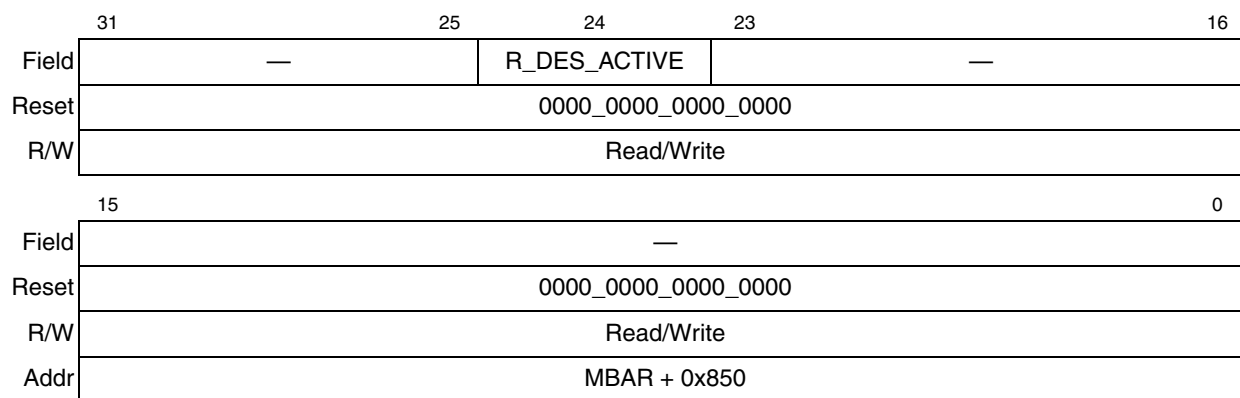 31 25 24 23 16
Field — R_DES_ACTIVE —
Reset 0000_0000_0000_0000
R/W Read/Write
15 0
Field —
Reset 0000_0000_0000_0000
R/W Read/Write
Addr MBAR + 0x850